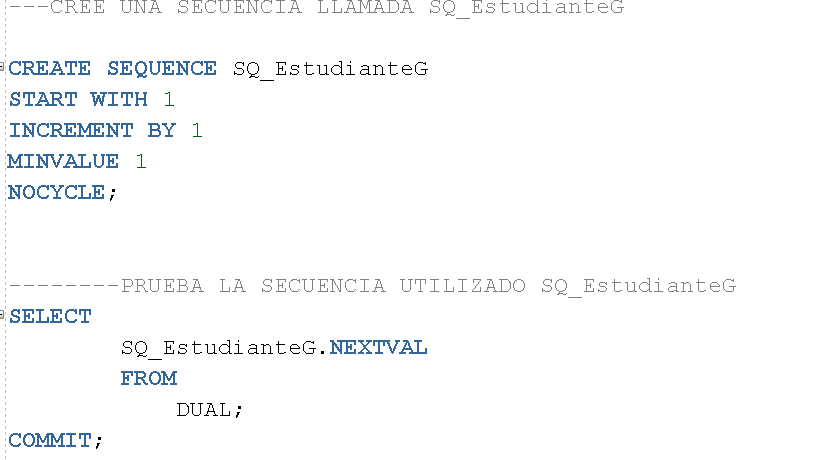 ---CREE UNA SECUENCIA LLAMADA SQ_EstudianteG
CREATE SEQUENCE SQ_EstudianteG
START WITH 1
INCREMENT BY 1
MINVALUE 1
NOCYCLE;
--------PRUEBA LA SECUENCIA UTILIZADO SQ_EstudianteG
SELECT
SQ_EstudianteG.NEXTVAL
FROM
DUAL;
COMMIT;